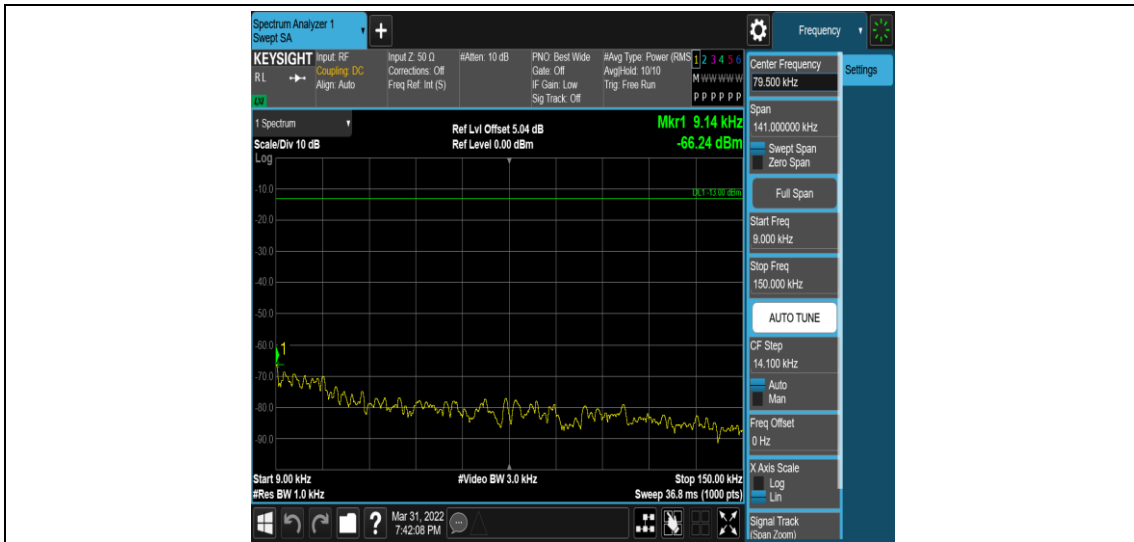 Spectrum Analyzer 1
Swept SA
+
Frequency
KEYSIGHT
RL
LXI
Input: RF
Coupling: DC
Align: Auto
Input Z: 50 Ω
Corrections: Off
Freq Ref: Int (S)
#Atten: 10 dB
PNO: Best Wide
Gate: Off
IF Gain: Low
Sig Track: Off
#Avg Type: Power (RMS
Avg|Hold: 10/10
Trig: Free Run
1 2 3 4 5 6
M W W W W W
P P P P P P
1 Spectrum
Scale/Div 10 dB
Ref Lvl Offset 5.04 dB
Ref Level 0.00 dBm
Mkr1 9.14 kHz
-66.24 dBm
Log
DL1 -13.00 dBm
-10.0
-20.0
-30.0
-40.0
-50.0
-60.0
1
-70.0
-80.0
-90.0
Start 9.00 kHz
#Res BW 1.0 kHz
#Video BW 3.0 kHz
Stop 150.00 kHz
Sweep 36.8 ms (1000 pts)
?
Mar 31, 2022
7:42:08 PM
Center Frequency
79.500 kHz
Settings
Span
141.000000 kHz
Swept Span
Zero Span
Full Span
Start Freq
9.000 kHz
Stop Freq
150.000 kHz
AUTO TUNE
CF Step
14.100 kHz
Auto
Man
Freq Offset
0 Hz
X Axis Scale
Log
Lin
Signal Track
(Span Zoom)